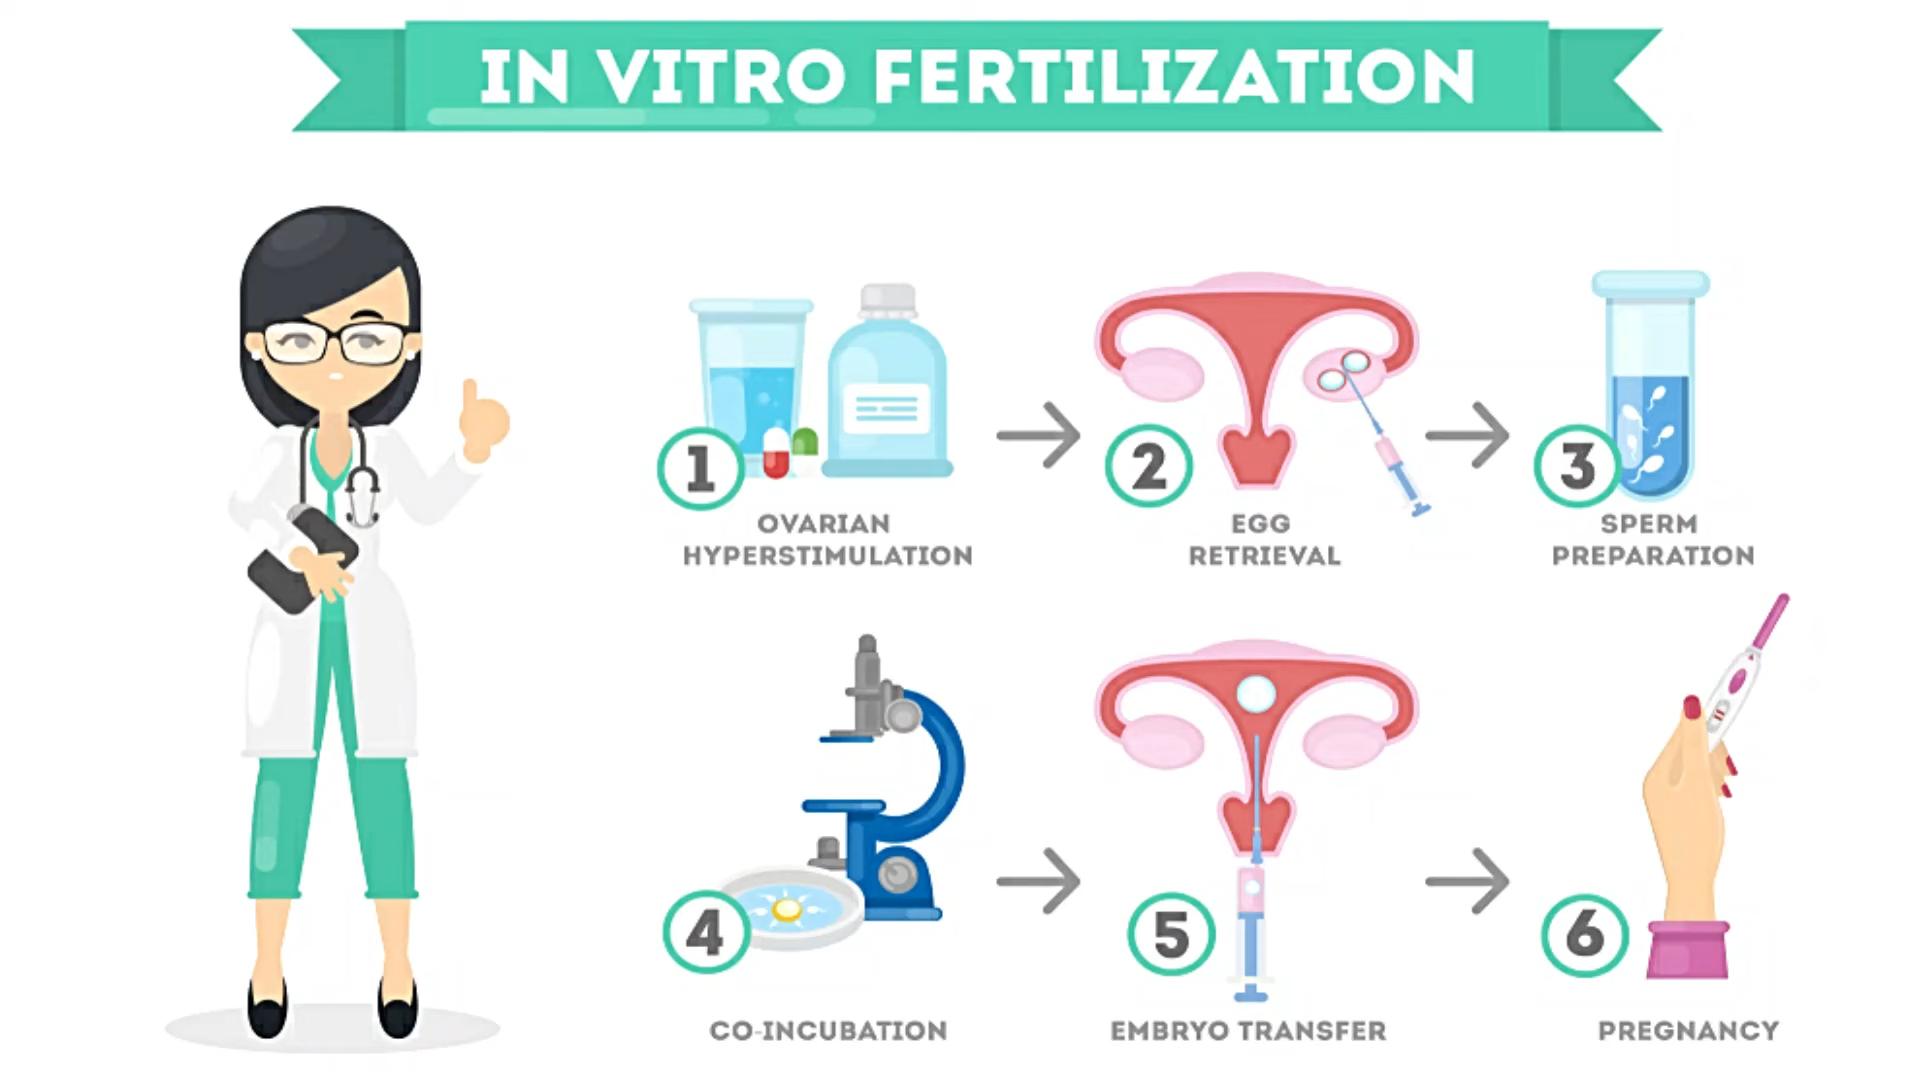 IN VITRO FERTILIZATION
1
OVARIAN
HYPERSTIMULATION
2
EGG
RETRIEVAL
3
SPERM
PREPARATION
4
CO-INCUBATION
5
EMBRYO TRANSFER
6
PREGNANCY